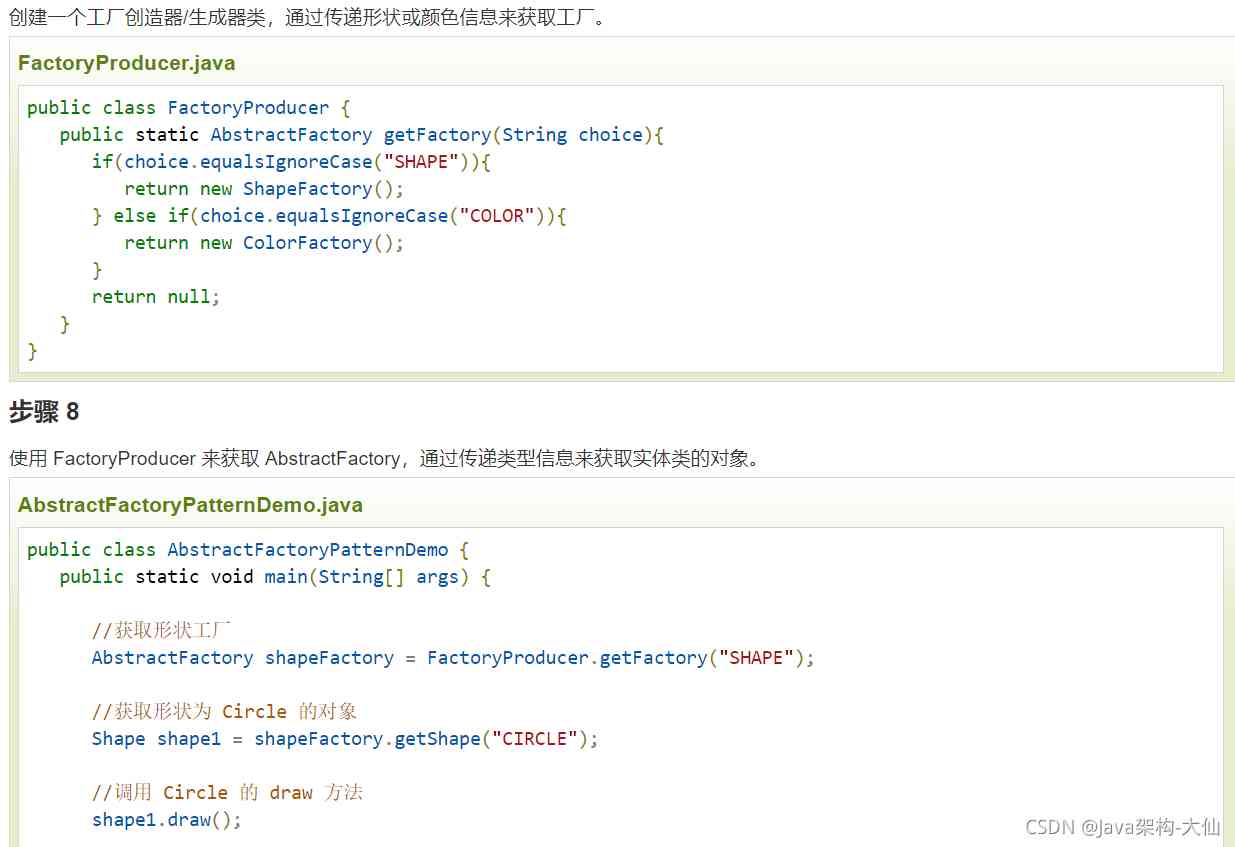 创建一个工厂创造器/生成器类，通过传递形状或颜色信息来获取工厂。
FactoryProducer.java
public class FactoryProducer {
   public static AbstractFactory getFactory(String choice){
      if(choice.equalsIgnoreCase("SHAPE")){
         return new ShapeFactory();
      } else if(choice.equalsIgnoreCase("COLOR")){
         return new ColorFactory();
      }
      return null;
   }
}
步骤 8
使用 FactoryProducer 来获取 AbstractFactory，通过传递类型信息来获取实体类的对象。
AbstractFactoryPatternDemo.java
public class AbstractFactoryPatternDemo {
   public static void main(String[] args) {
      //获取形状工厂
      AbstractFactory shapeFactory = FactoryProducer.getFactory("SHAPE");
      //获取形状为 Circle 的对象
      Shape shape1 = shapeFactory.getShape("CIRCLE");
      //调用 Circle 的 draw 方法
      shape1.draw();
CSDN @Java架构-大仙